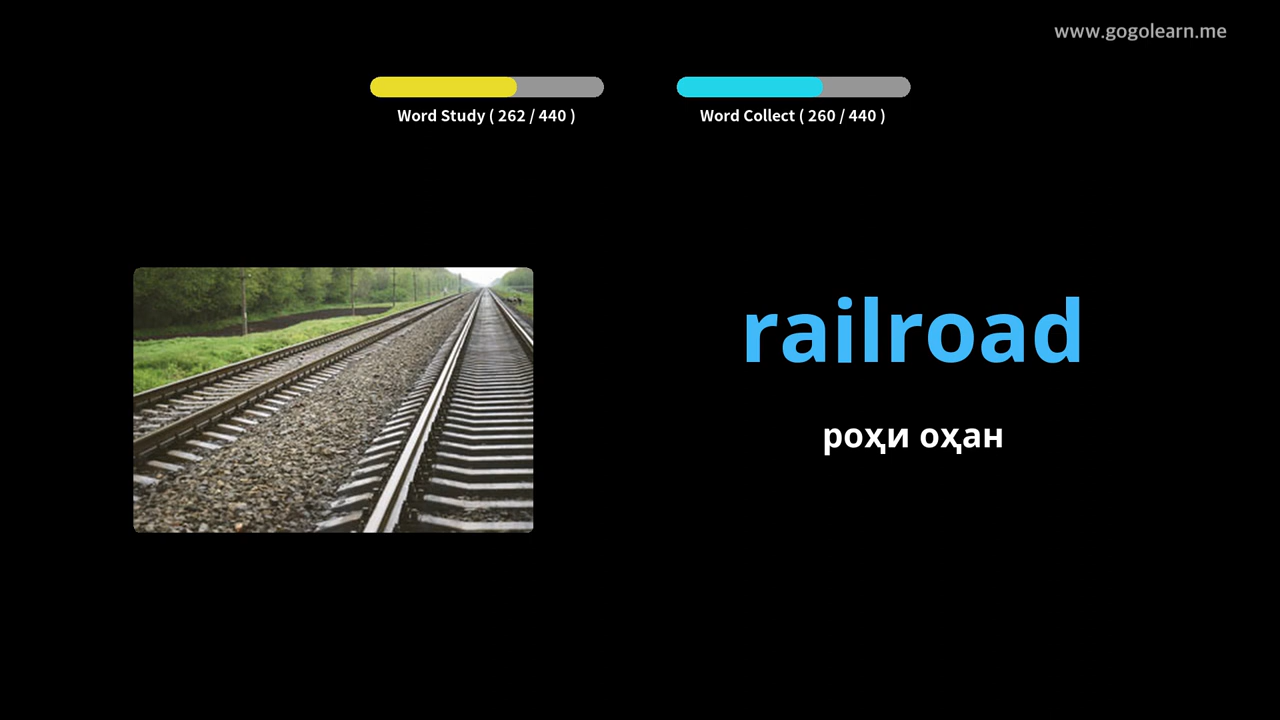 www.gogolearn.me
Word Study ( 262 / 440 )
Word Collect ( 260 / 440 )
railroad
роҳи оҳан